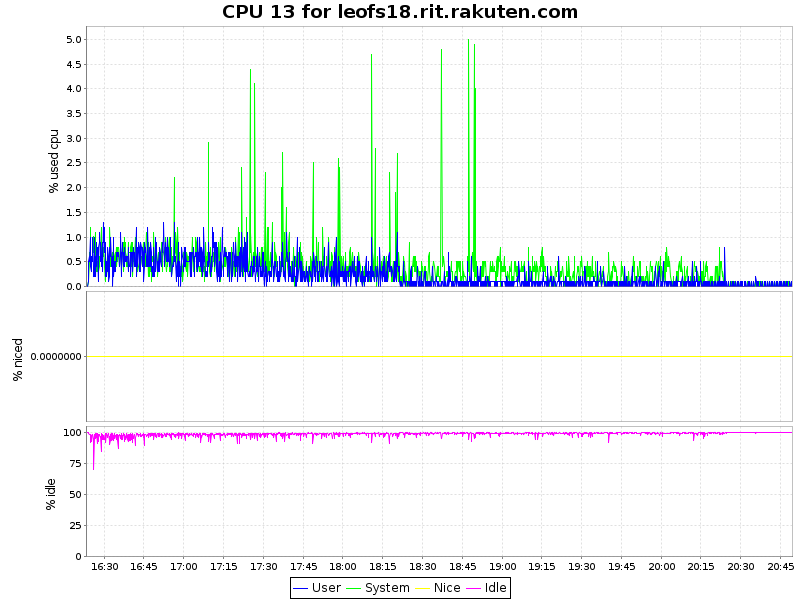 CPU 13 for leofs18.rit.rakuten.com
5.0
4.5
4.0
3.5
3.0
2.5
2.0
1.5
1.0
0.5
0.0
% used cpu
0.0000000
% niced
100
75
50
25
0
% idle
16:30 16:45 17:00 17:15 17:30 17:45 18:00 18:15 18:30 18:45 19:00 19:15 19:30 19:45 20:00 20:15 20:30 20:45
User System Nice Idle